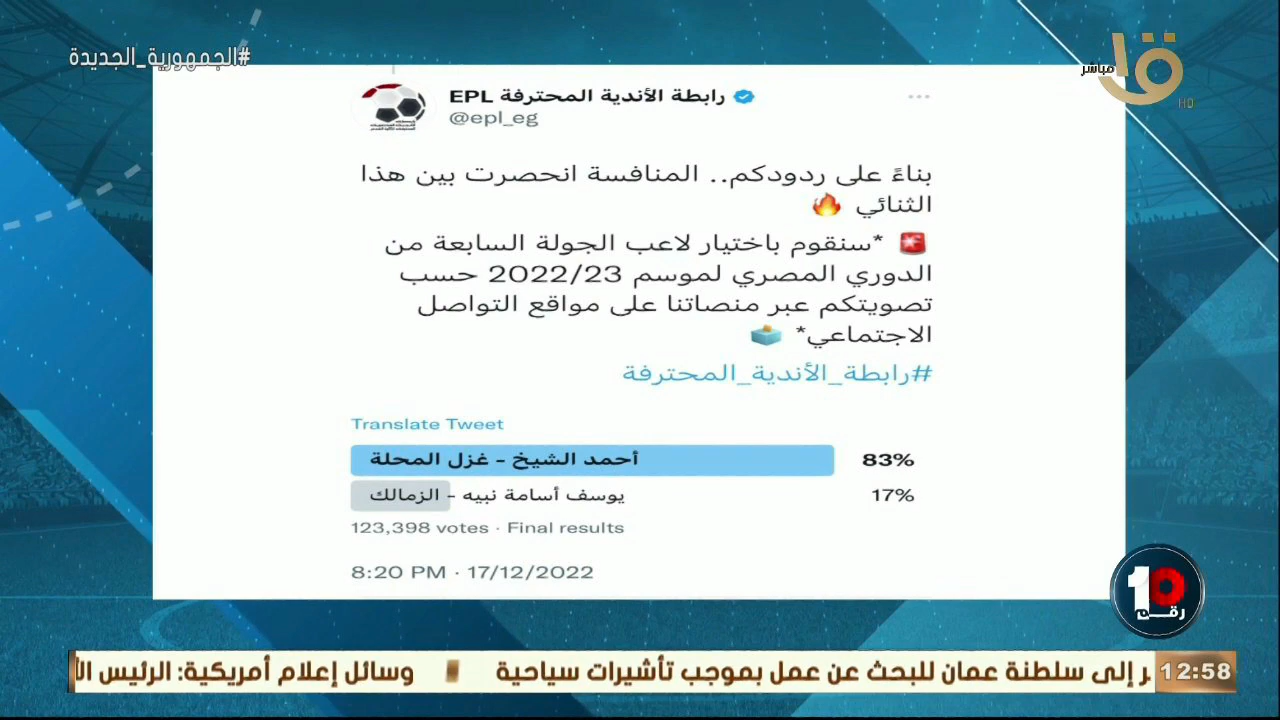 #الجمهورية_الجديدة
مباشر
HD
رابطة الأندية المحترفة EPL
@epl_eg
بناءً على ردودكم.. المنافسة انحصرت بين هذا
الثنائي 🔥
🚨 *سنقوم باختيار لاعب الجولة السابعة من
الدوري المصري لموسم 2022/23 حسب
تصويتكم عبر منصاتنا على مواقع التواصل
الاجتماعي* 🗳️
#رابطة_الأندية_المحترفة
Translate Tweet
أحمد الشيخ - غزل المحلة 83%
يوسف أسامة نبيه - الزمالك 17%
123,398 votes · Final results
8:20 PM · 17/12/2022
رقم 10
إلى سلطنة عمان للبحث عن عمل بموجب تأشيرات سياحية وسائل إعلام أمريكية: الرئيس
12:58